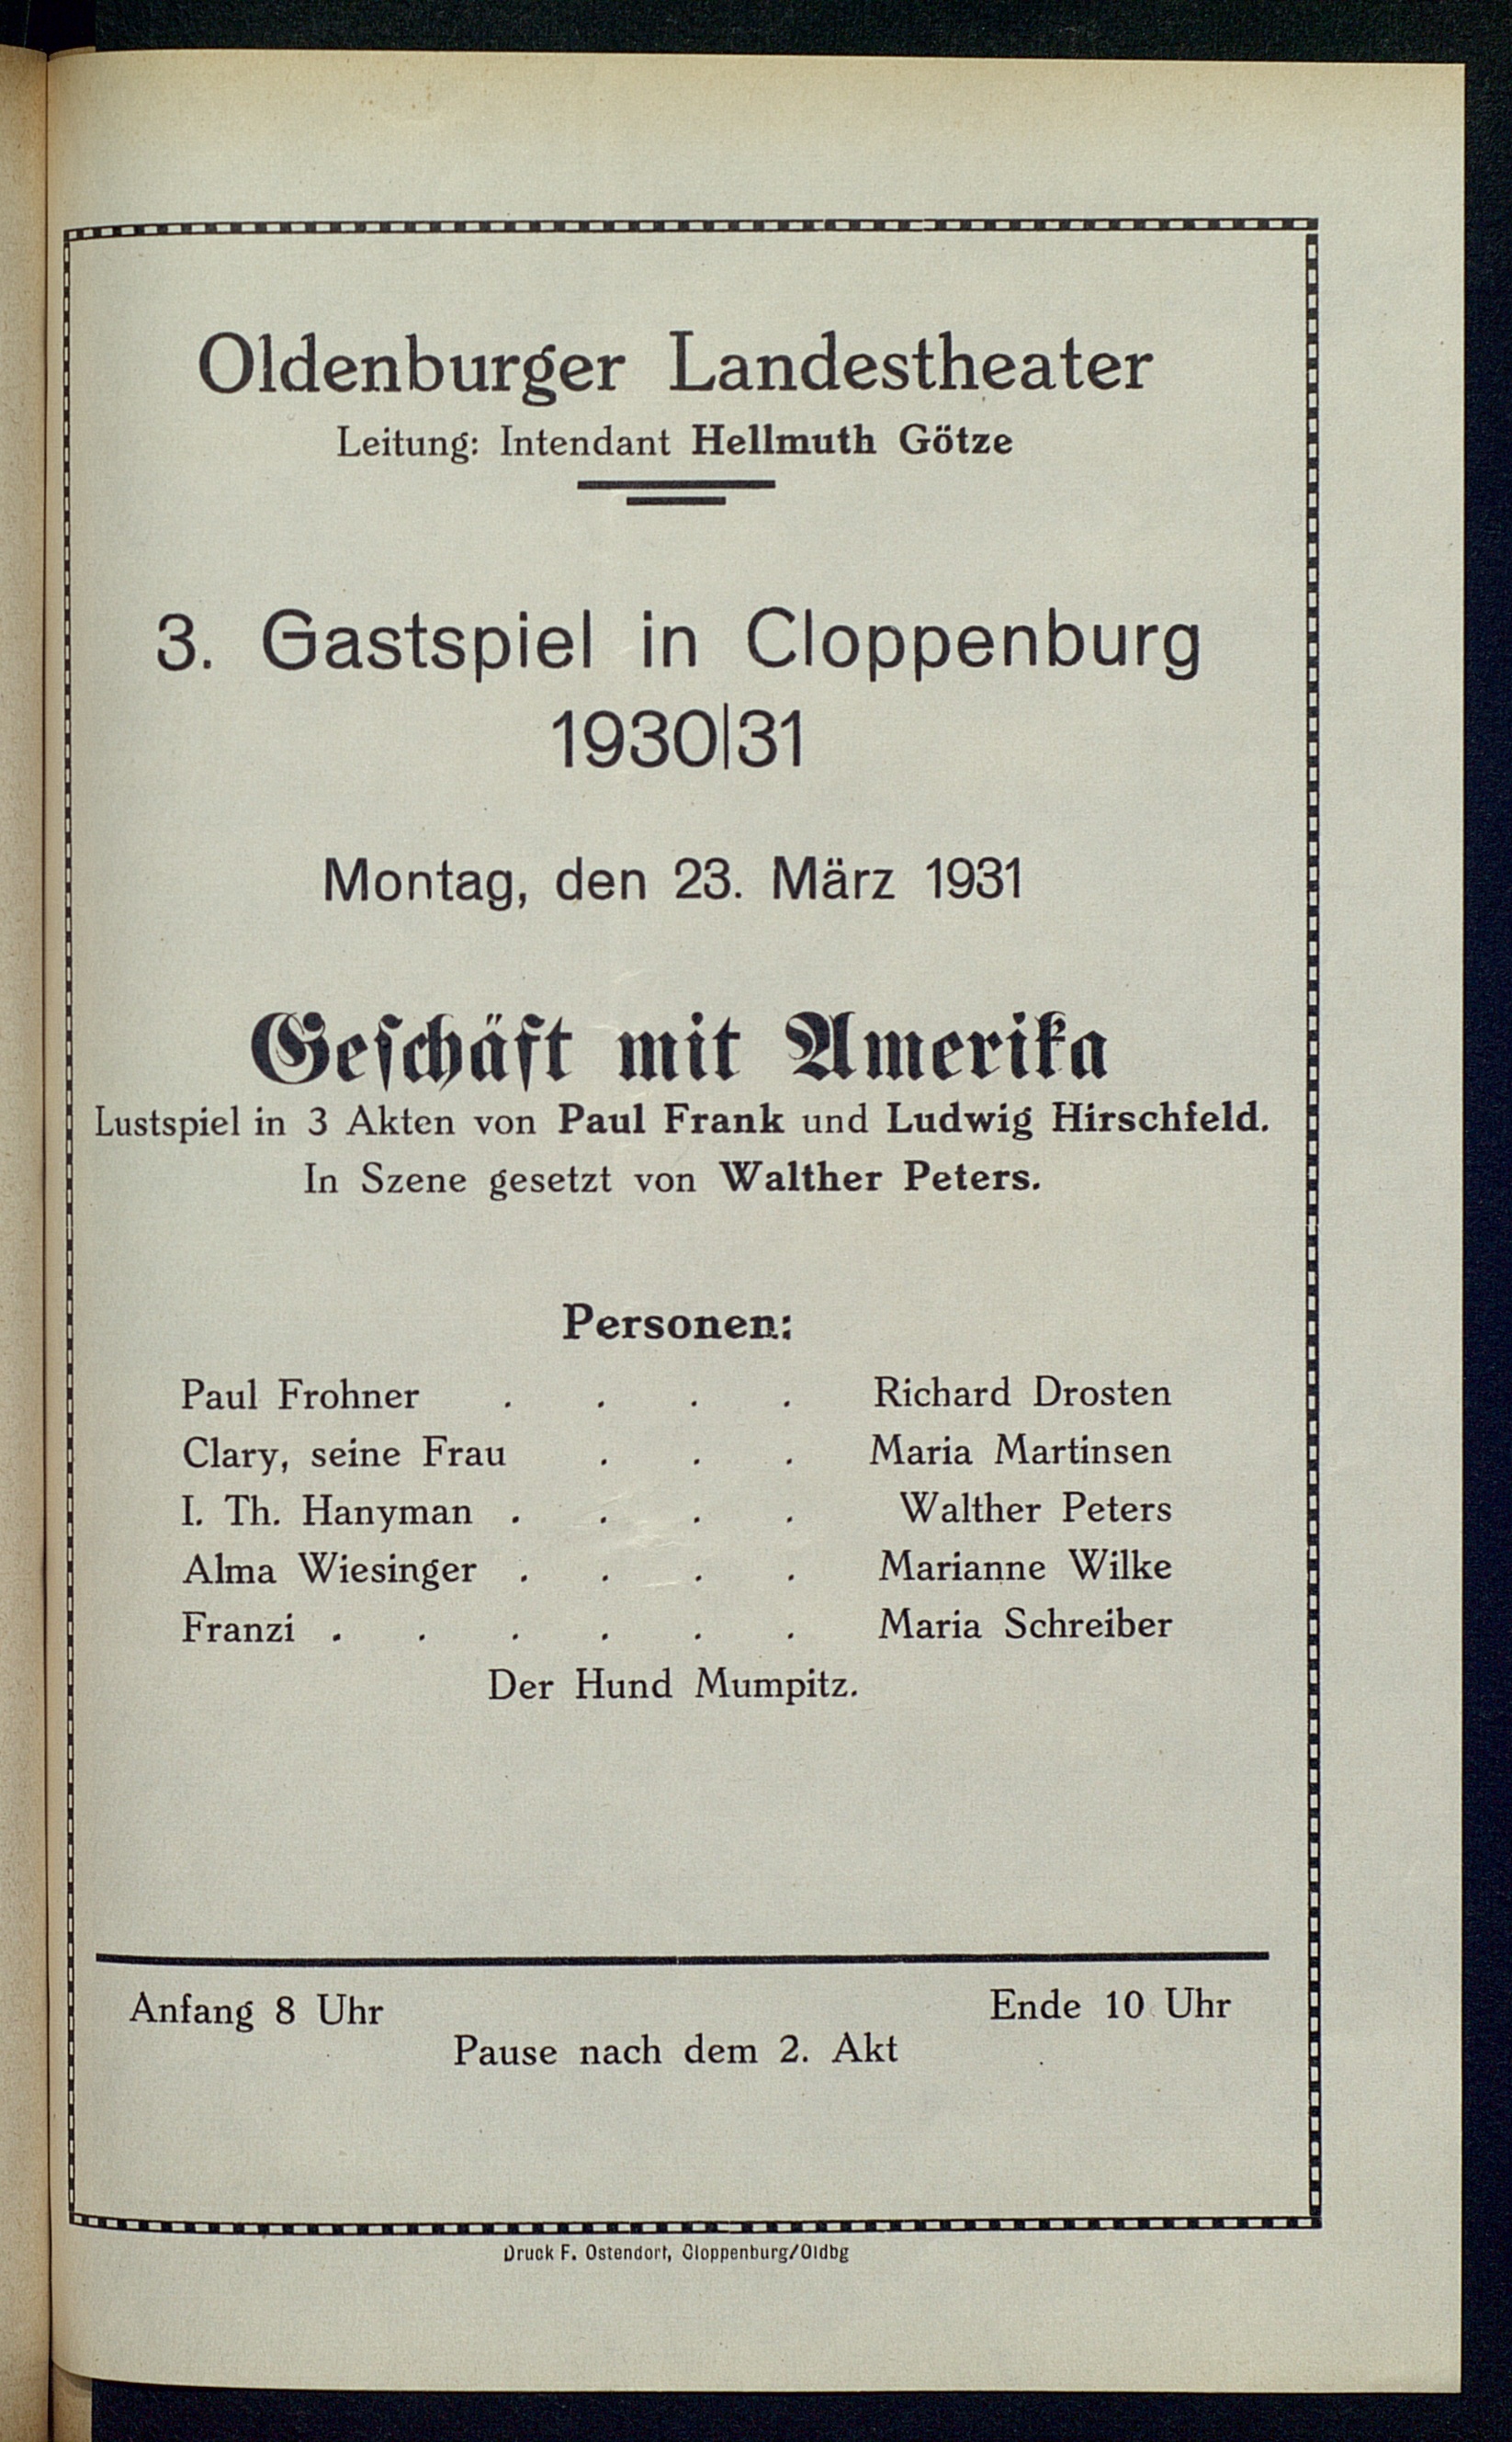 Oldenburger Landestheater
Leitung: Intendant Hellmuth Götze
3. Gastspiel in Cloppenburg
1930|31
Montag, den 23. März 1931
Geschäft mit Amerika
Lustspiel in 3 Akten von Paul Frank und Ludwig Hirschfeld.
In Szene gesetzt von Walther Peters.
Personen:
Paul Frohner . . . . Richard Drosten
Clary, seine Frau . . . Maria Martinsen
I. Th. Hanyman . . . . Walther Peters
Alma Wiesinger . . . . Marianne Wilke
Franzi . . . . . . Maria Schreiber
Der Hund Mumpitz.
Anfang 8 Uhr Ende 10 Uhr
Pause nach dem 2. Akt
Druck F. Ostendorf, Cloppenburg/Oldbg